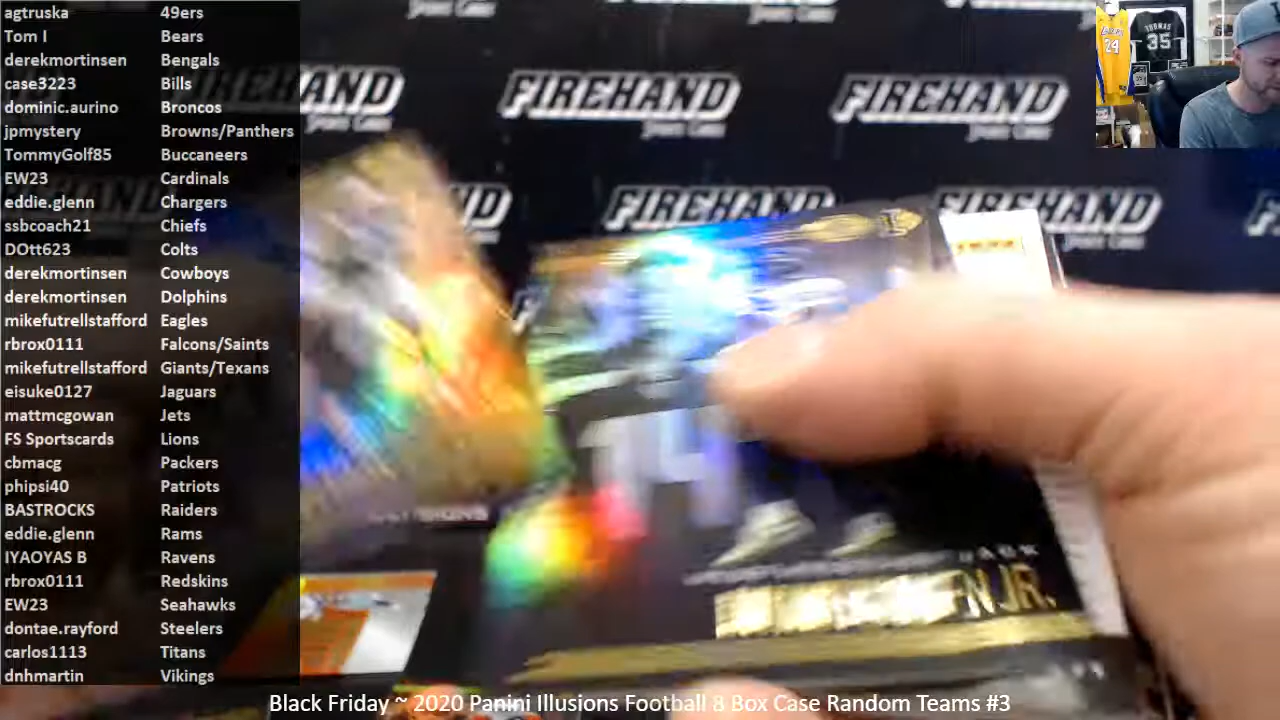 agtruska 49ers
Tom I Bears
derekmortinsen Bengals
case3223 Bills
dominic.aurino Broncos
jpmystery Browns/Panthers
TommyGolf85 Buccaneers
EW23 Cardinals
eddie.glenn Chargers
ssbcoach21 Chiefs
DOtt623 Colts
derekmortinsen Cowboys
derekmortinsen Dolphins
mikefutrellstafford Eagles
rbrox0111 Falcons/Saints
mikefutrellstafford Giants/Texans
eisuke0127 Jaguars
mattmcgowan Jets
FS Sportscards Lions
cbmacg Packers
phipsi40 Patriots
BASTROCKS Raiders
eddie.glenn Rams
IYAOYAS B Ravens
rbrox0111 Redskins
EW23 Seahawks
dontae.rayford Steelers
carlos1113 Titans
dnhmartin Vikings
FIREHAND FIREHAND
FIREHAND FIREHAND
THOMAS
35
24
JR.
Black Friday ~ 2020 Panini Illusions Football 8 Box Case Random Teams #3